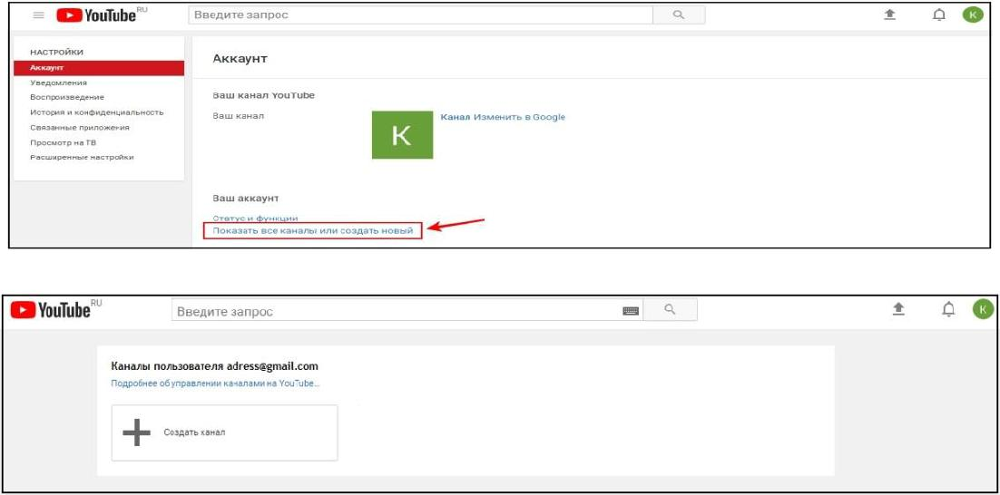 YouTube RU
Введите запрос
K
НАСТРОЙКИ
Аккаунт
Уведомления
Воспроизведение
История и конфиденциальность
Связанные приложения
Просмотр на ТВ
Расширенные настройки
Аккаунт
Ваш канал YouTube
Ваш канал
K
Канал Изменить в Google
Ваш аккаунт
Статус и функции
Показать все каналы или создать новый
YouTube RU
Введите запрос
K
Каналы пользователя adress@gmail.com
Подробнее об управлении каналами на YouTube...
Создать канал